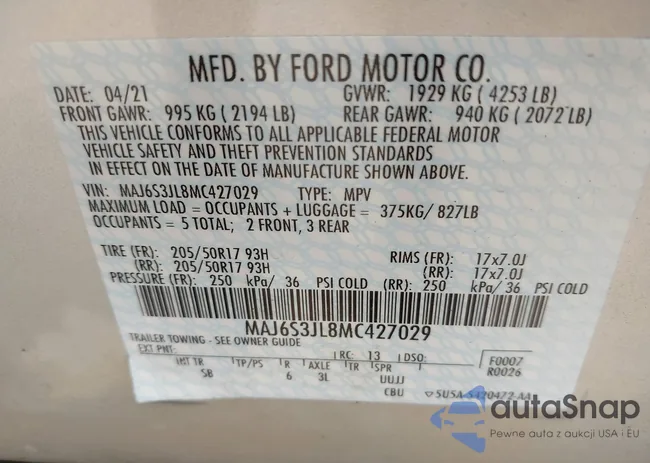 MFD. BY FORD MOTOR CO.
DATE: 04/21 GVWR: 1929 KG ( 4253 LB)
FRONT GAWR: 995 KG ( 2194 LB) REAR GAWR: 940 KG ( 2072 LB)
THIS VEHICLE CONFORMS TO ALL APPLICABLE FEDERAL MOTOR
VEHICLE SAFETY AND THEFT PREVENTION STANDARDS
IN EFFECT ON THE DATE OF MANUFACTURE SHOWN ABOVE.
VIN: MAJ6S3JL8MC427029 TYPE: MPV
MAXIMUM LOAD = OCCUPANTS + LUGGAGE = 375KG/ 827LB
OCCUPANTS = 5 TOTAL; 2 FRONT, 3 REAR
TIRE (FR): 205/50R17 93H RIMS (FR): 17x7.0J
(RR): 205/50R17 93H (RR): 17x7.0J
PRESSURE (FR): 250 kPa/ 36 PSI COLD (RR): 250 kPa/ 36 PSI COLD
MAJ6S3JL8MC427029
TRAILER TOWING - SEE OWNER GUIDE
EXT PNT: RC: 13 DSO: F0007
R0026
INT TR TP/PS R AXLE TR SPR
SB 6 3L UUJJ
CBU
autaSnap
Pewne auta z aukcji USA i EU